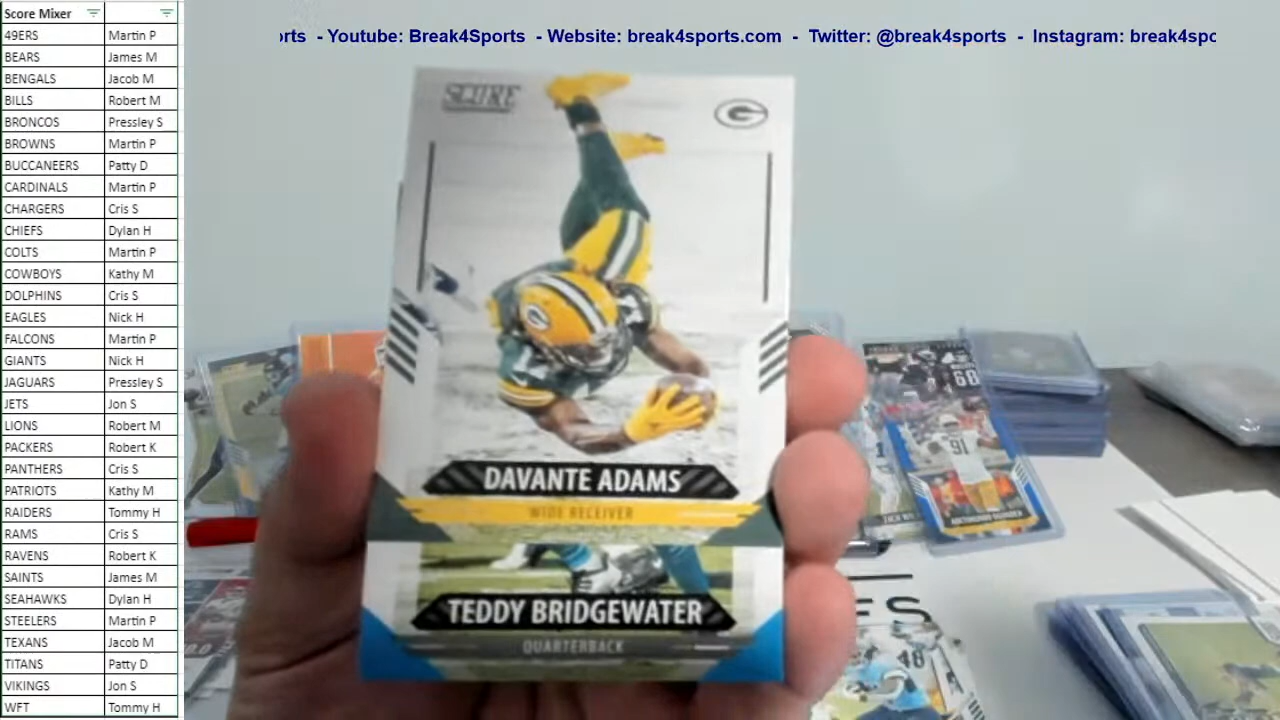 Score Mixer
49ERS Martin P
BEARS James M
BENGALS Jacob M
BILLS Robert M
BRONCOS Pressley S
BROWNS Martin P
BUCCANEERS Patty D
CARDINALS Martin P
CHARGERS Cris S
CHIEFS Dylan H
COLTS Martin P
COWBOYS Kathy M
DOLPHINS Cris S
EAGLES Nick H
FALCONS Martin P
GIANTS Nick H
JAGUARS Pressley S
JETS Jon S
LIONS Robert M
PACKERS Robert K
PANTHERS Cris S
PATRIOTS Kathy M
RAIDERS Tommy H
RAMS Cris S
RAVENS Robert K
SAINTS James M
SEAHAWKS Dylan H
STEELERS Martin P
TEXANS Jacob M
TITANS Patty D
VIKINGS Jon S
WFT Tommy H
rts - Youtube: Break4Sports - Website: break4sports.com - Twitter: @break4sports - Instagram: break4spo
SCORE
G
DAVANTE ADAMS
WIDE RECEIVER
TEDDY BRIDGEWATER
QUARTERBACK
68
91
48